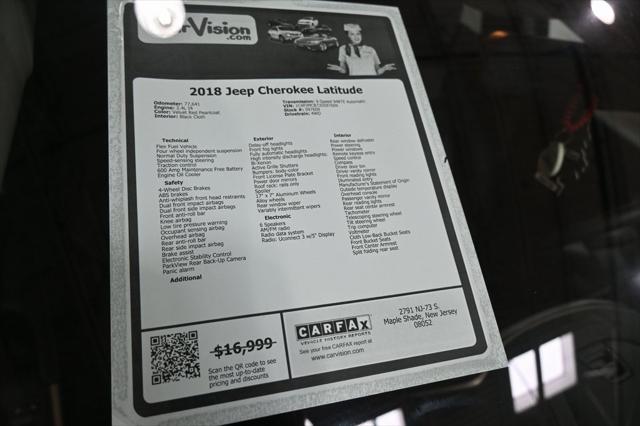 CarVision
.com
2018 Jeep Cherokee Latitude
Odometer: 77,641
Engine: 2.4L I4
Color: Velvet Red Pearlcoat
Interior: Black Cloth
Transmission: 9-Speed 948TE Automatic
VIN:
Stock #:
Drivetrain: 4WD
Technical
Flex Fuel Vehicle
Four wheel independent suspension
Normal Duty Suspension
Speed-sensing steering
Traction control
600 Amp Maintenance Free Battery
Engine Oil Cooler
Safety
4-Wheel Disc Brakes
ABS brakes
Anti-whiplash front head restraints
Dual front impact airbags
Dual front side impact airbags
Front anti-roll bar
Knee airbag
Low tire pressure warning
Occupant sensing airbag
Overhead airbag
Rear anti-roll bar
Rear side impact airbag
Brake assist
Electronic Stability Control
ParkView Rear Back-Up Camera
Panic alarm
Additional
Exterior
Delay-off headlights
Front fog lights
Fully automatic headlights
High intensity discharge headlights:
Bi-Xenon
Active Grille Shutters
Bumpers: body-color
Front License Plate Bracket
Power door mirrors
Roof rack: rails only
Spoiler
17" x 7" Aluminum Wheels
Alloy wheels
Rear window wiper
Variably intermittent wipers
Electronic
6 Speakers
AM/FM radio
Radio data system
Radio: Uconnect 3 w/5" Display
Interior
Rear window defroster
Power steering
Power windows
Remote keyless entry
Speed control
Compass
Driver door bin
Driver vanity mirror
Front reading lights
Illuminated entry
Manufacturer's Statement of Origin
Outside temperature display
Overhead console
Passenger vanity mirror
Rear reading lights
Rear seat center armrest
Tachometer
Telescoping steering wheel
Tilt steering wheel
Trip computer
Voltmeter
Cloth Low-Back Bucket Seats
Front Bucket Seats
Front Center Armrest
Split folding rear seat
$16,999
Scan the QR code to see
the most up-to-date
pricing and discounts
CARFAX
VEHICLE HISTORY REPORTS
See your free CARFAX report at
www.carvision.com
2791 NJ-73 S.
Maple Shade, New Jersey
08052